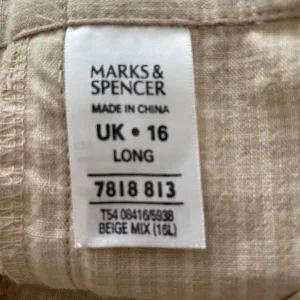 MARKS &
SPENCER
MADE IN CHINA
UK • 16
LONG
7818 813
T54 08416/5938
BEIGE MIX (16L)